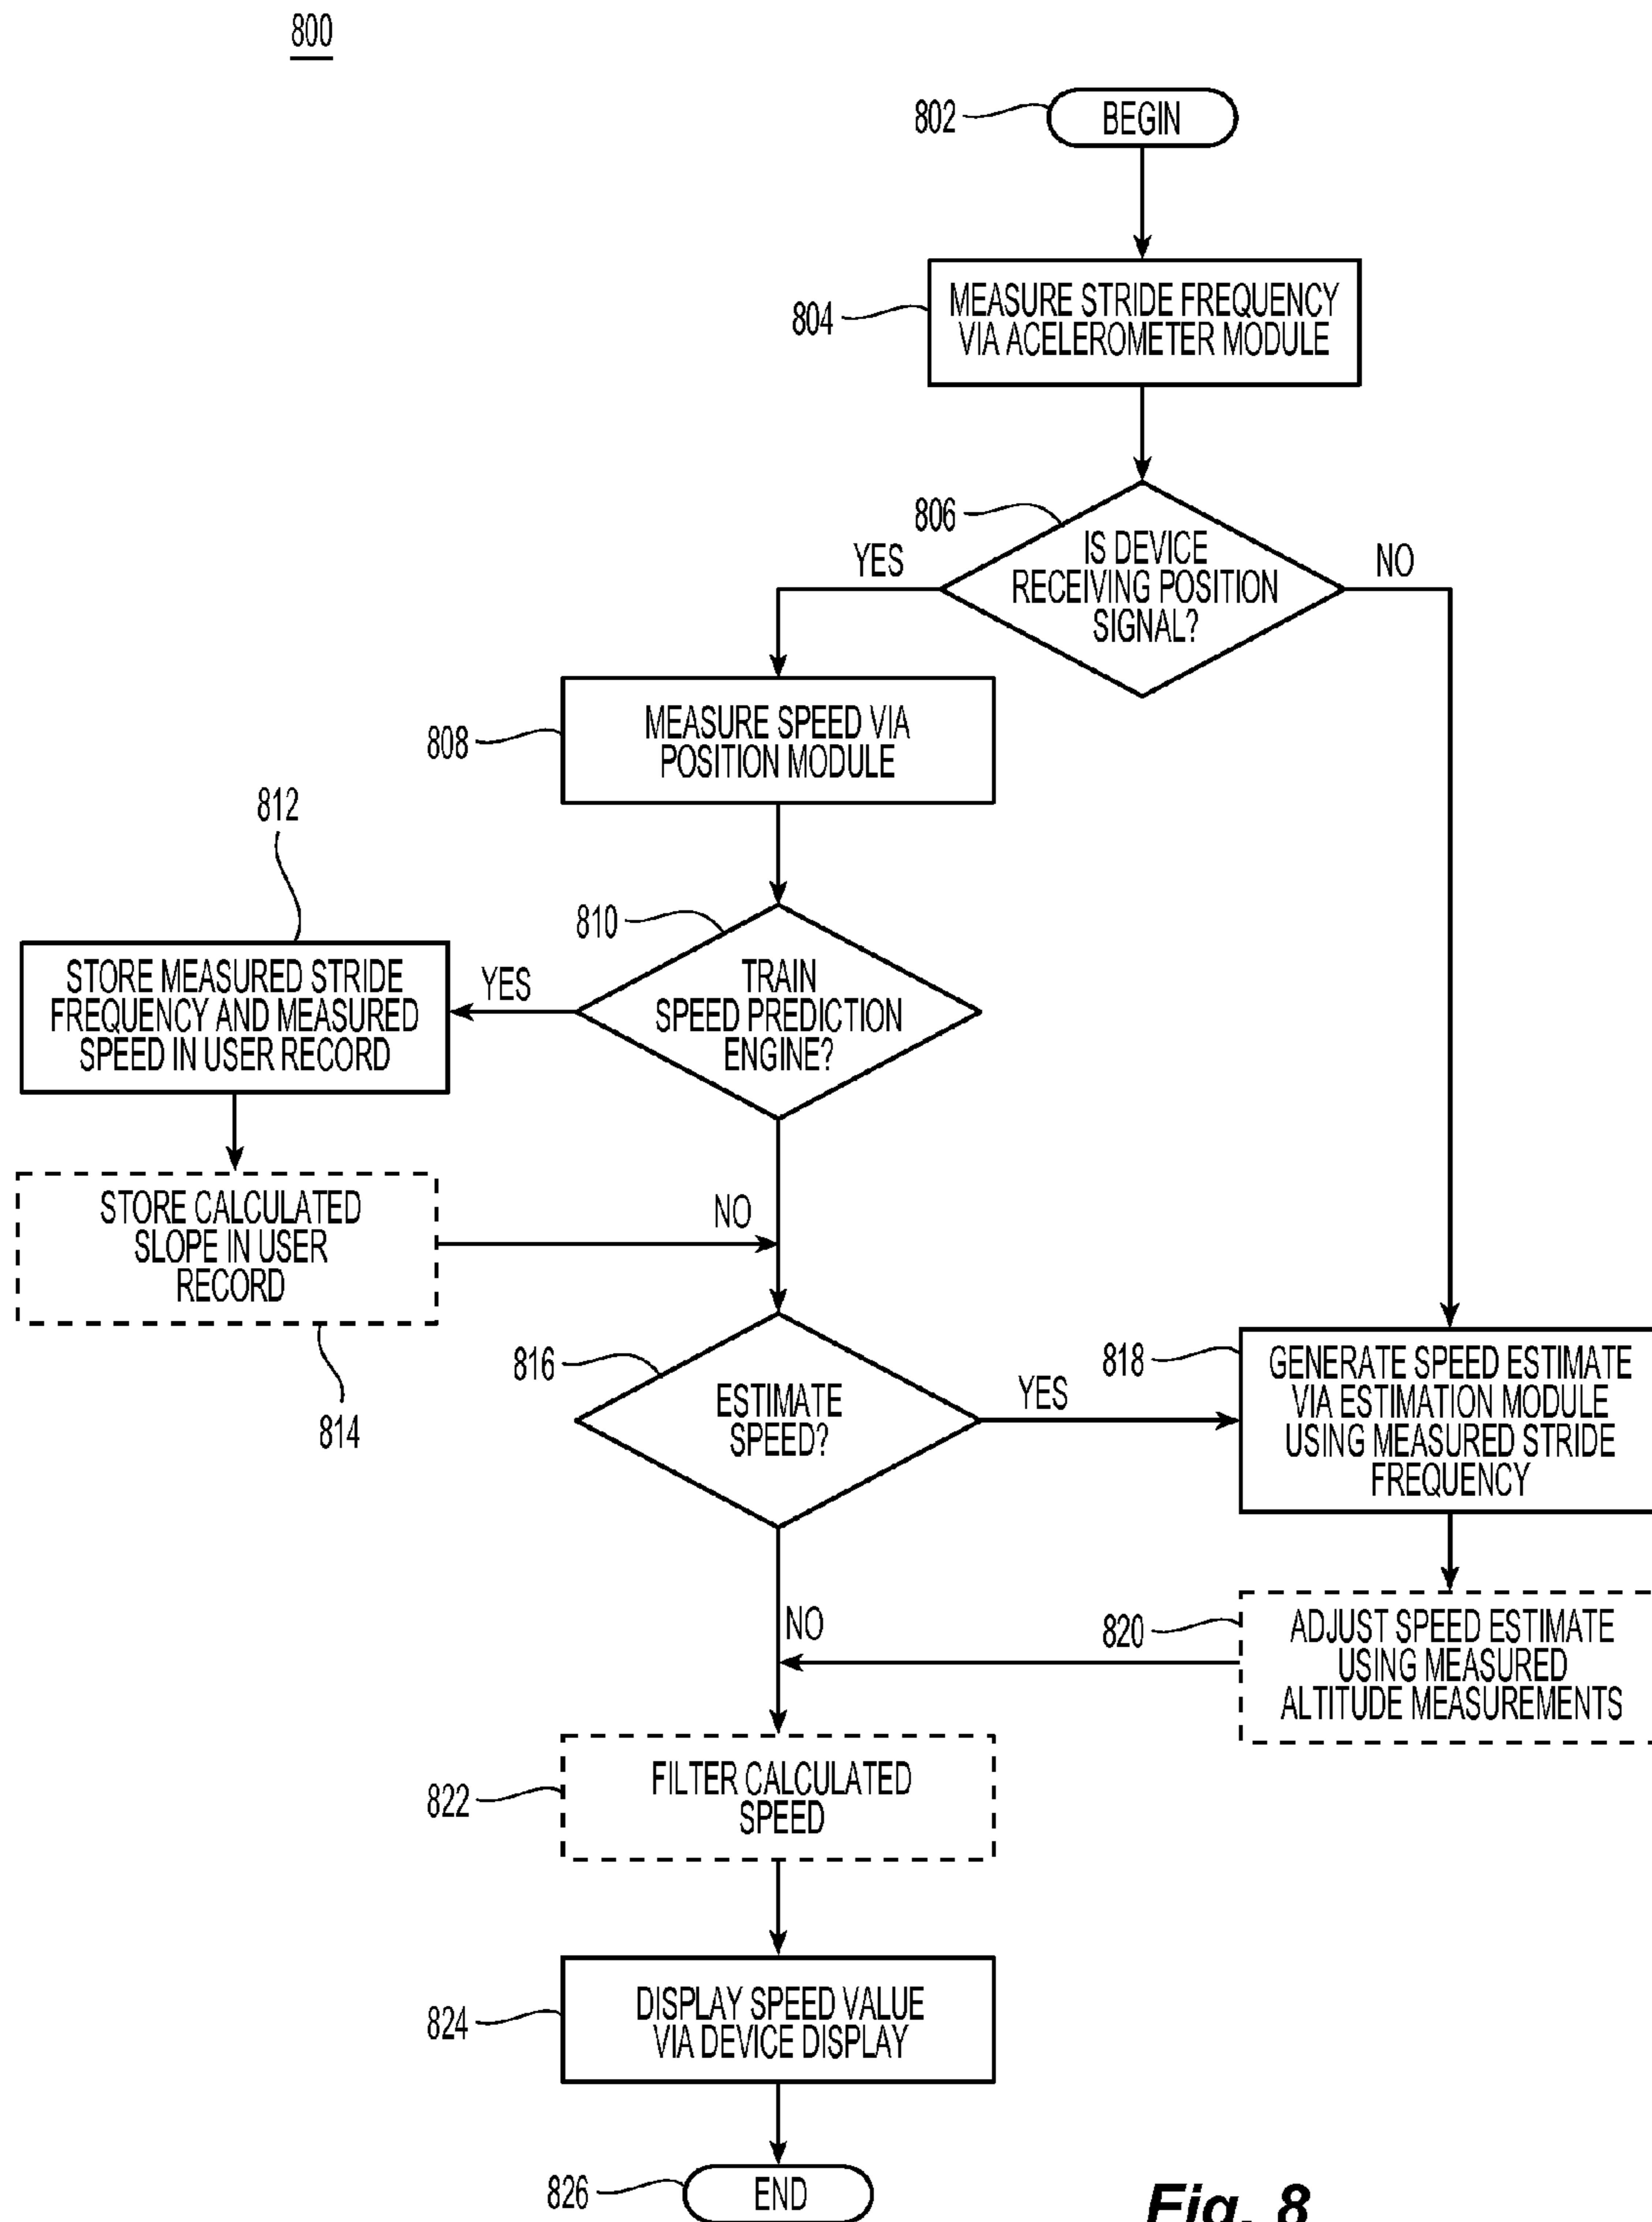 800
802
BEGIN
804
MEASURE STRIDE FREQUENCY
VIA ACELEROMETER MODULE
806
IS DEVICE
RECEIVING POSITION
SIGNAL?
YES
NO
808
MEASURE SPEED VIA
POSITION MODULE
812
810
TRAIN
SPEED PREDICTION
ENGINE?
YES
STORE MEASURED STRIDE
FREQUENCY AND MEASURED
SPEED IN USER RECORD
NO
STORE CALCULATED
SLOPE IN USER
RECORD
814
816
ESTIMATE
SPEED?
YES
818
GENERATE SPEED ESTIMATE
VIA ESTIMATION MODULE
USING MEASURED STRIDE
FREQUENCY
NO
820
ADJUST SPEED ESTIMATE
USING MEASURED
ALTITUDE MEASUREMENTS
822
FILTER CALCULATED
SPEED
824
DISPLAY SPEED VALUE
VIA DEVICE DISPLAY
826
END
Fig. 8